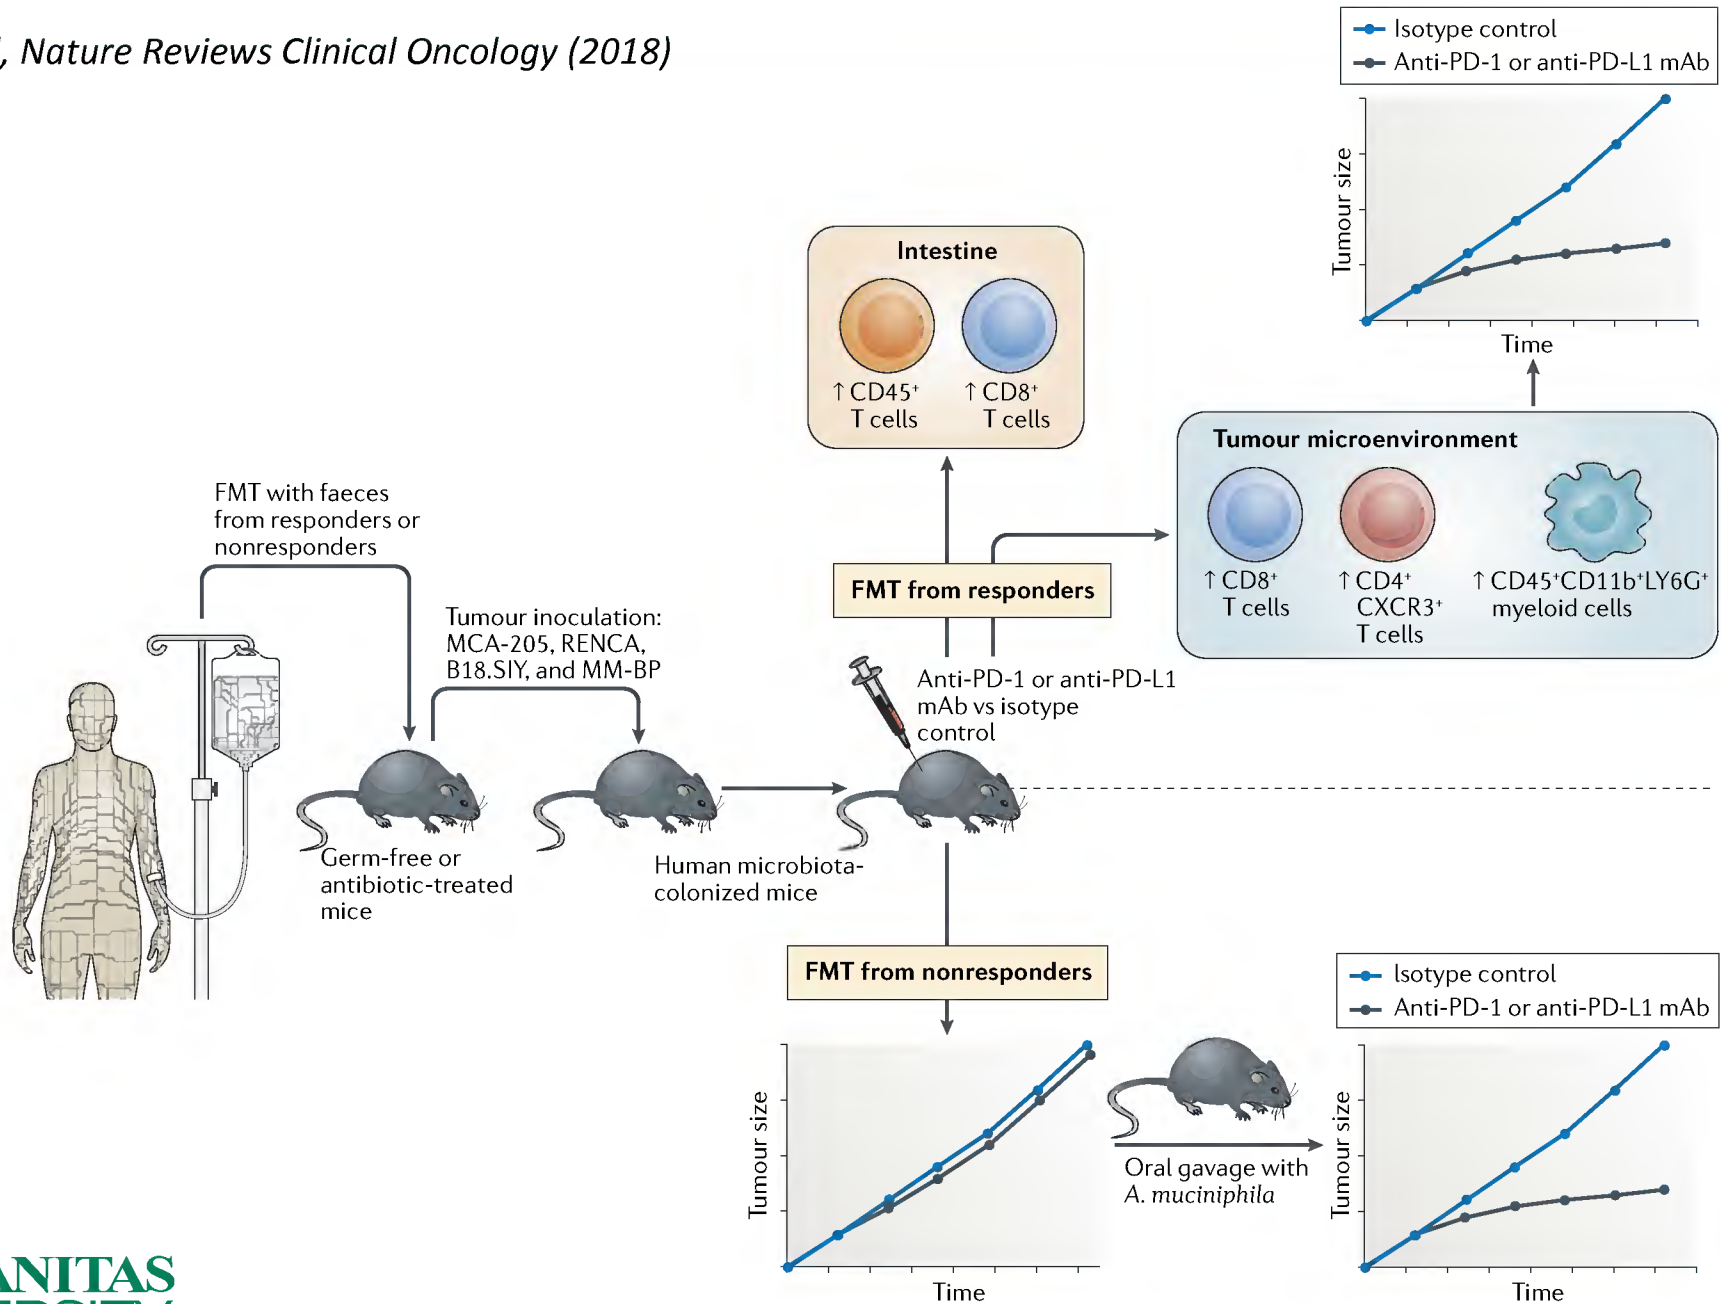 , Nature Reviews Clinical Oncology (2018)
Isotype control
Anti-PD-1 or anti-PD-L1 mAb
Tumour size
Time
Intestine
↑ CD45⁺
T cells
↑ CD8⁺
T cells
Tumour microenvironment
↑ CD8⁺
T cells
↑ CD4⁺
CXCR3⁺
T cells
↑ CD45⁺CD11b⁺LY6G⁺
myeloid cells
FMT with faeces
from responders or
nonresponders
Tumour inoculation:
MCA-205, RENCA,
B18.SIY, and MM-BP
FMT from responders
Anti-PD-1 or anti-PD-L1
mAb vs isotype
control
Germ-free or
antibiotic-treated
mice
Human microbiota-
colonized mice
FMT from nonresponders
Tumour size
Time
Oral gavage with
A. muciniphila
Isotype control
Anti-PD-1 or anti-PD-L1 mAb
Tumour size
Time
ANITAS